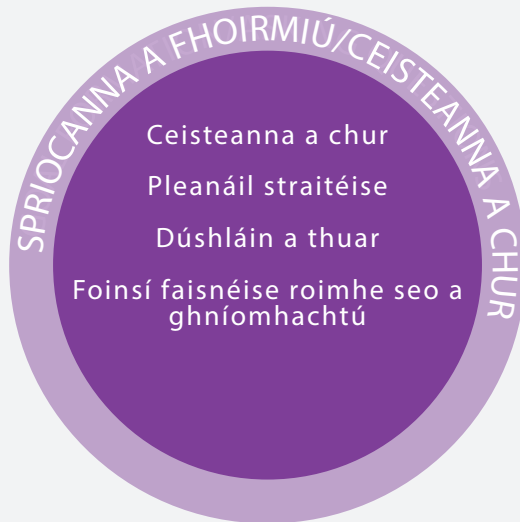 SPRIOCANNA A FHOIRMIÚ/CEISTEANNA A CHUR
Ceisteanna a chur
Pleanáil straitéise
Dúshláin a thuar
Foinsí faisnéise roimhe seo a
ghníomhachtú